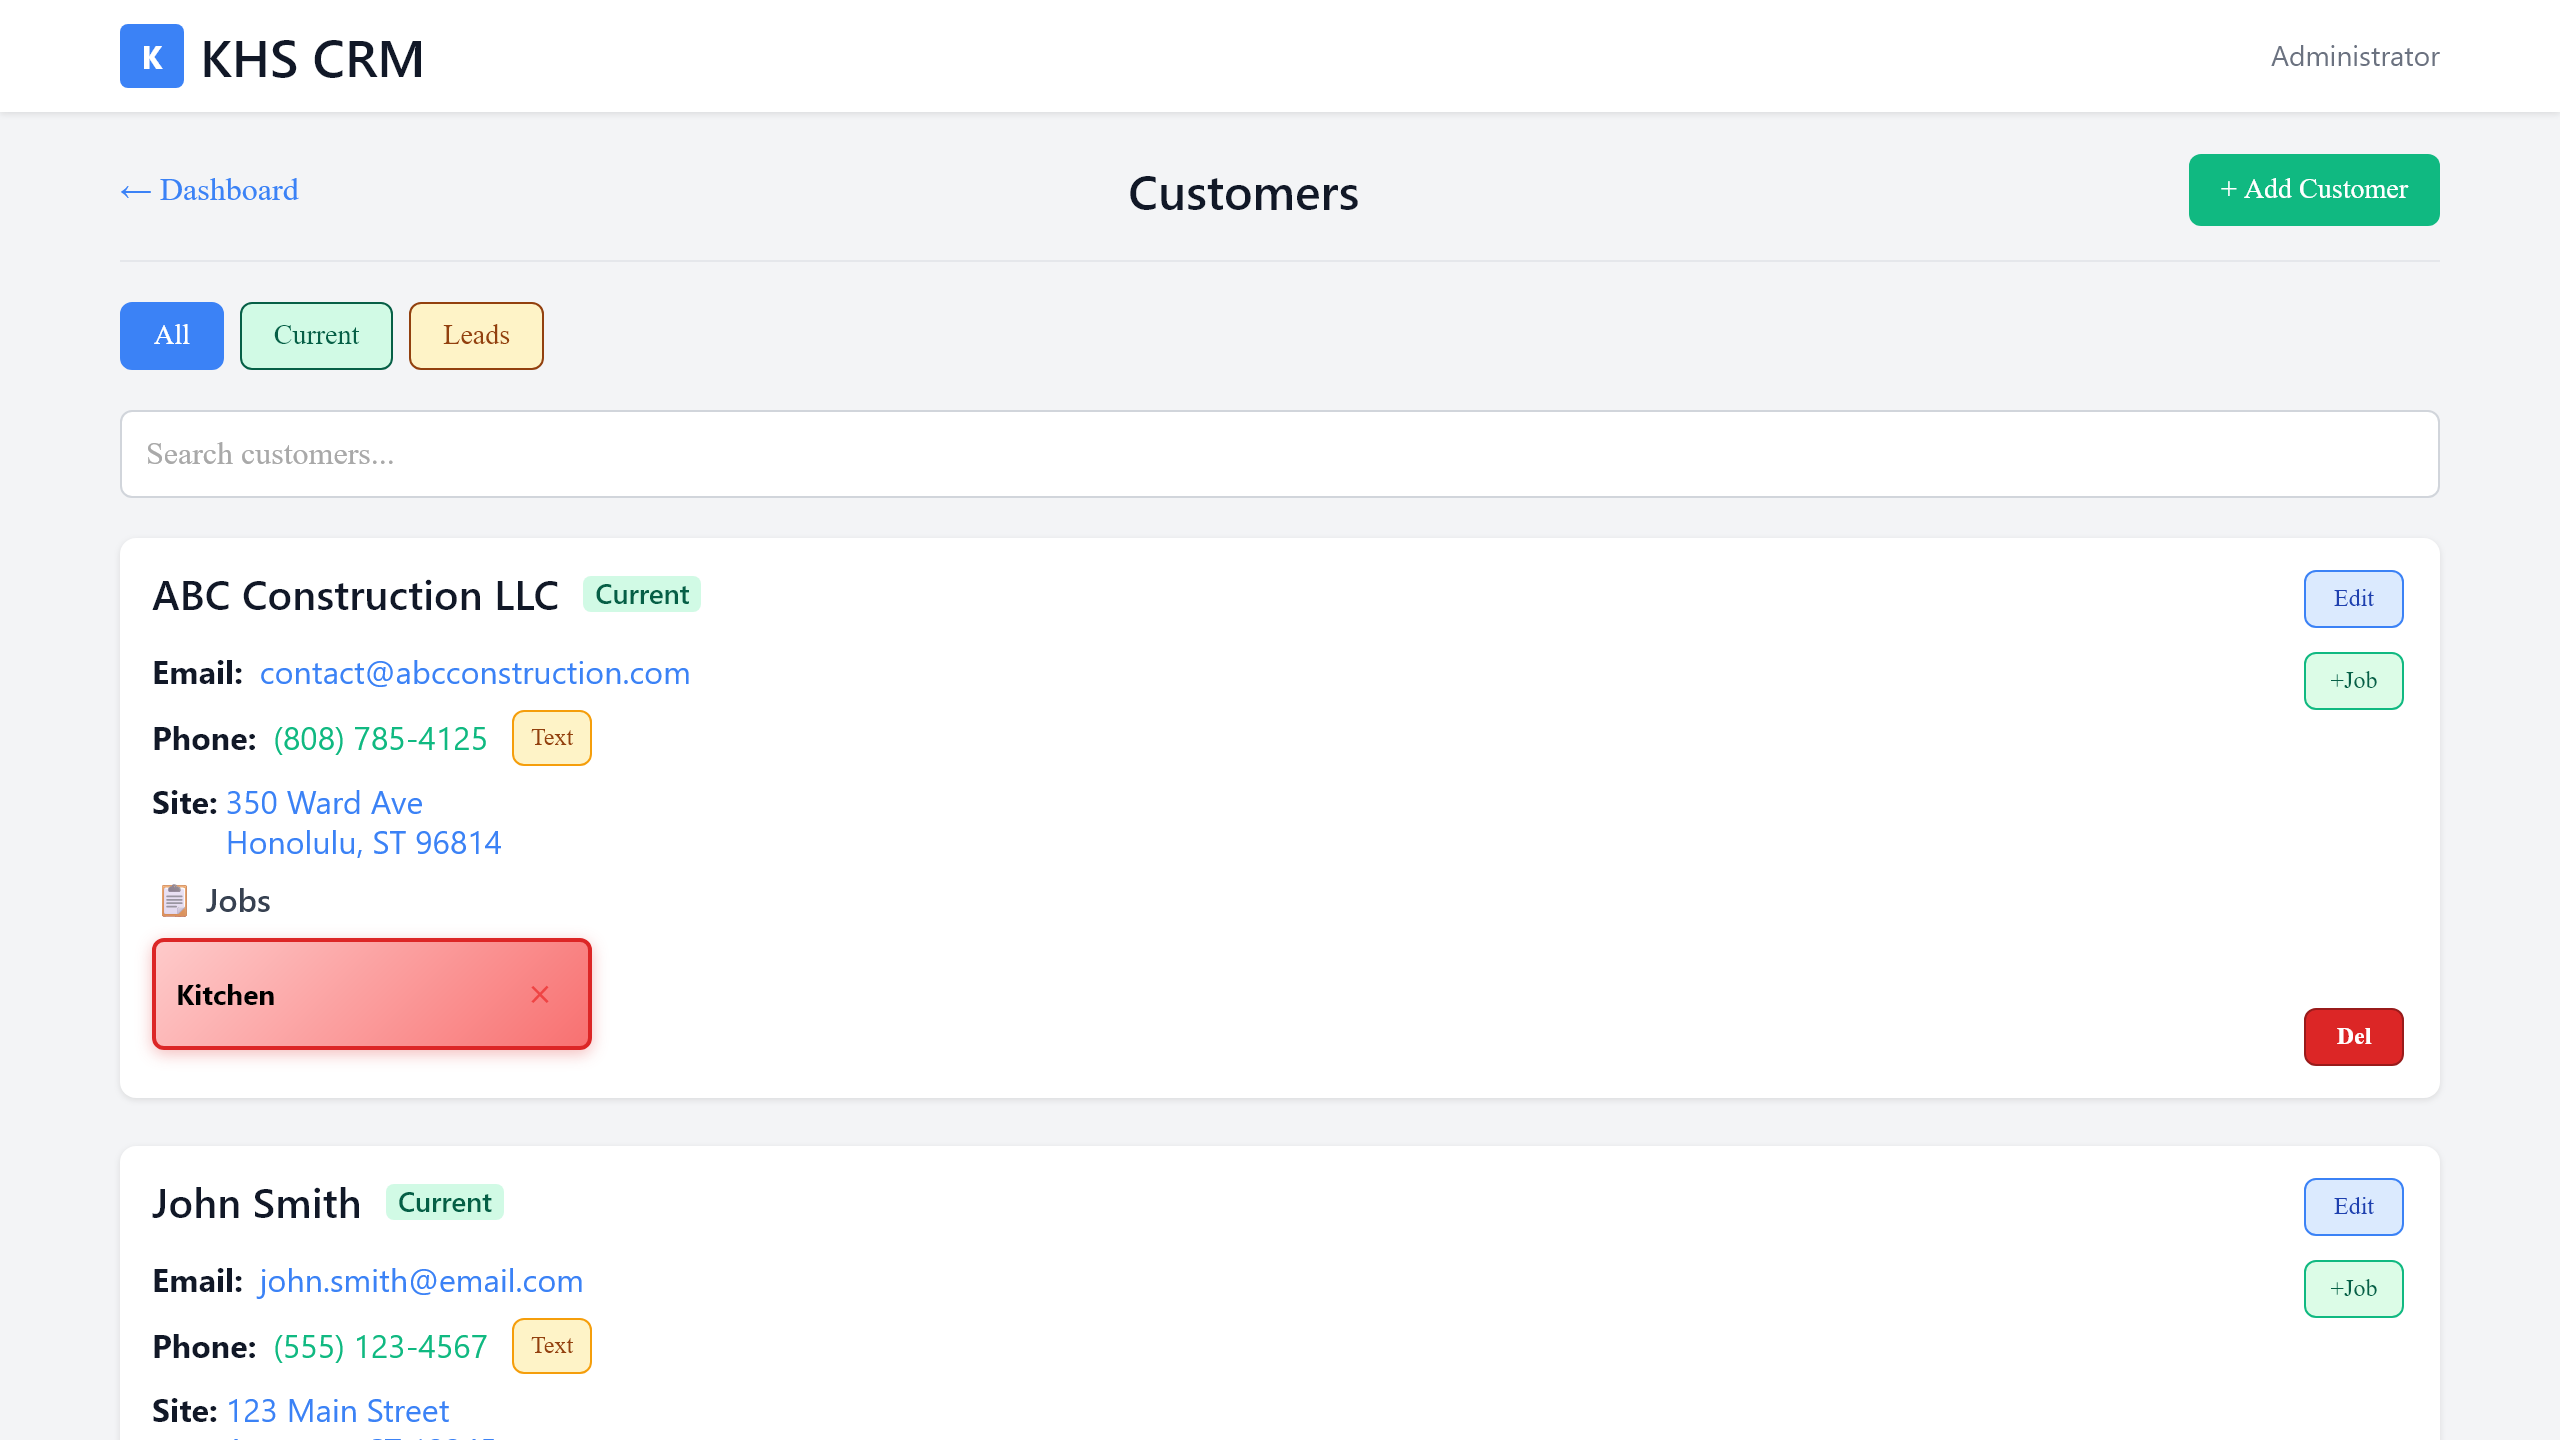 K KHS CRM
Administrator
← Dashboard
Customers
+ Add Customer
All
Current
Leads
Search customers...
ABC Construction LLC Current
Edit
Email: contact@abcconstruction.com
+Job
Phone: (808) 785-4125 Text
Site: 350 Ward Ave
Honolulu, ST 96814
📋 Jobs
Kitchen ×
Del
John Smith Current
Edit
Email: john.smith@email.com
+Job
Phone: (555) 123-4567 Text
Site: 123 Main Street